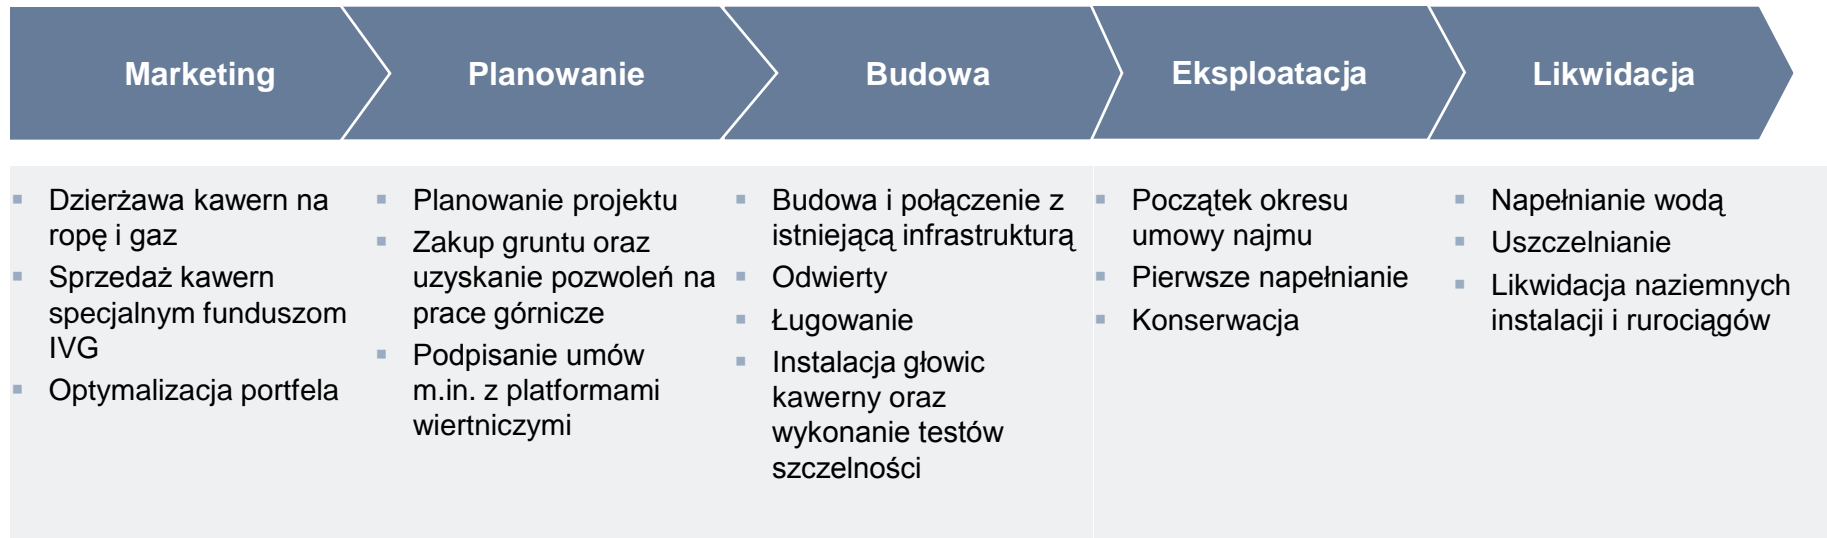 Marketing
Planowanie
Budowa
Eksploatacja
Likwidacja
Dzierżawa kawern na
ropę i gaz
Sprzedaż kawern
specjalnym funduszom
IVG
Optymalizacja portfela
Planowanie projektu
Zakup gruntu oraz
uzyskanie pozwoleń na
prace górnicze
Podpisanie umów
m.in. z platformami
wiertniczymi
Budowa i połączenie z
istniejącą infrastrukturą
Odwierty
Ługowanie
Instalacja głowic
kawerny oraz
wykonanie testów
szczelności
Początek okresu
umowy najmu
Pierwsze napełnianie
Konserwacja
Napełnianie wodą
Uszczelnianie
Likwidacja naziemnych
instalacji i rurociągów